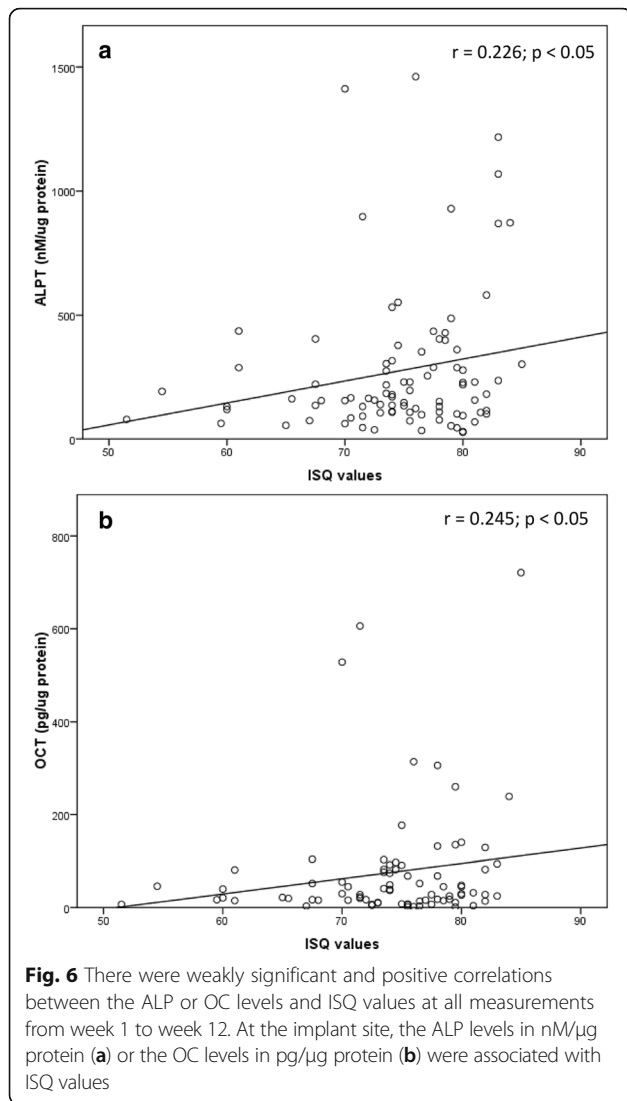 a
r = 0.226; p < 0.05
1500
1000
500
0
ALPT (nM/ug protein)
50 60 70 80 90
ISQ values
b
r = 0.245; p < 0.05
800
600
400
200
0
OCT (pg/ug protein)
50 60 70 80 90
ISQ values
Fig. 6 There were weakly significant and positive correlations
between the ALP or OC levels and ISQ values at all measurements
from week 1 to week 12. At the implant site, the ALP levels in nM/μg
protein (a) or the OC levels in pg/μg protein (b) were associated with
ISQ values